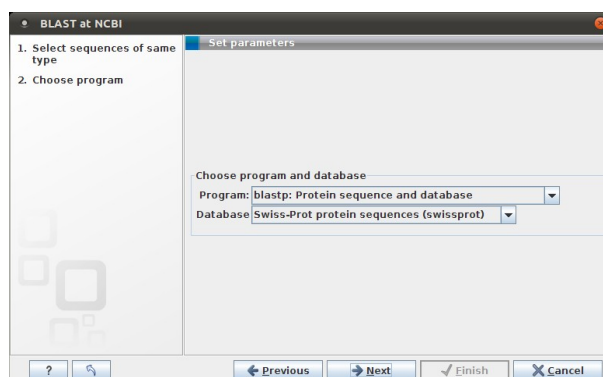 BLAST at NCBI
1. Select sequences of same
type
2. Choose program
Set parameters
Choose program and database
Program: blastp: Protein sequence and database
Database Swiss-Prot protein sequences (swissprot)
? Previous Next Finish Cancel